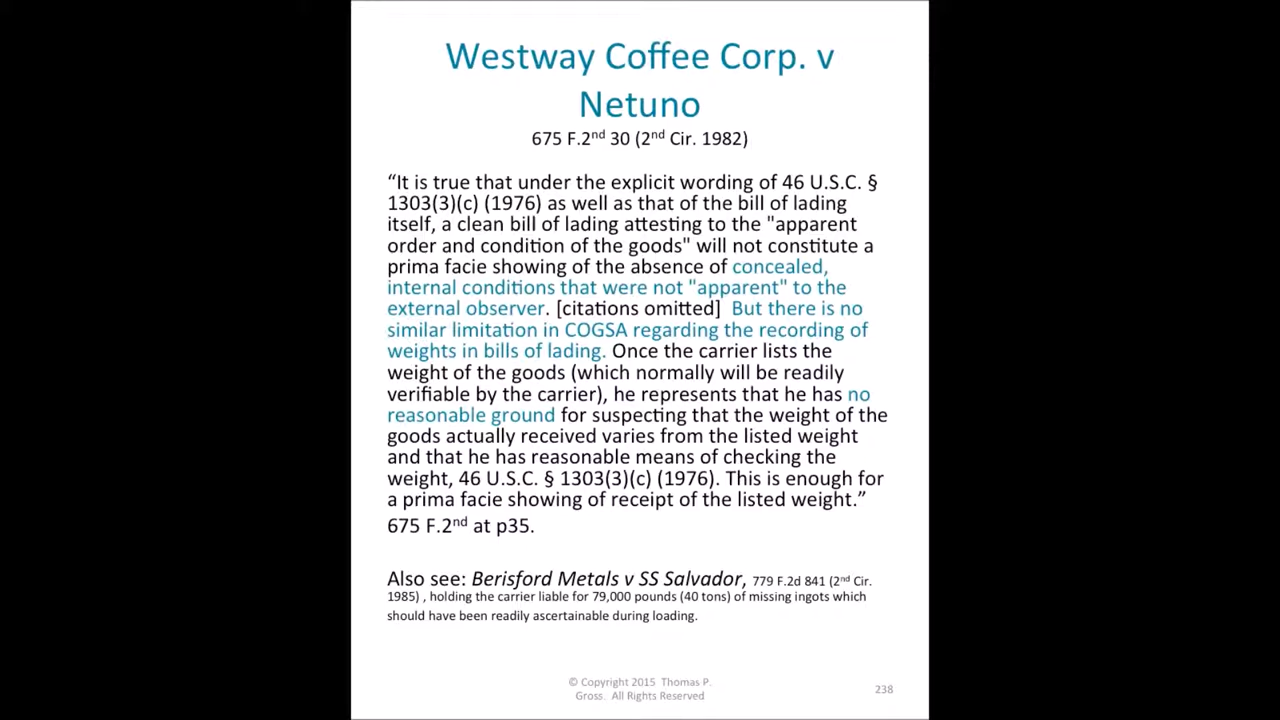 Westway Coffee Corp. v
Netuno
675 F.2nd 30 (2nd Cir. 1982)
“It is true that under the explicit wording of 46 U.S.C. §
1303(3)(c) (1976) as well as that of the bill of lading
itself, a clean bill of lading attesting to the "apparent
order and condition of the goods" will not constitute a
prima facie showing of the absence of concealed,
internal conditions that were not "apparent" to the
external observer. [citations omitted]  But there is no
similar limitation in COGSA regarding the recording of
weights in bills of lading. Once the carrier lists the
weight of the goods (which normally will be readily
verifiable by the carrier), he represents that he has no
reasonable ground for suspecting that the weight of the
goods actually received varies from the listed weight
and that he has reasonable means of checking the
weight, 46 U.S.C. § 1303(3)(c) (1976). This is enough for
a prima facie showing of receipt of the listed weight.”
675 F.2nd at p35.
Also see: Berisford Metals v SS Salvador, 779 F.2d 841 (2nd Cir.
1985) , holding the carrier liable for 79,000 pounds (40 tons) of missing ingots which
should have been readily ascertainable during loading.
© Copyright 2015  Thomas P.
Gross.  All Rights Reserved
238